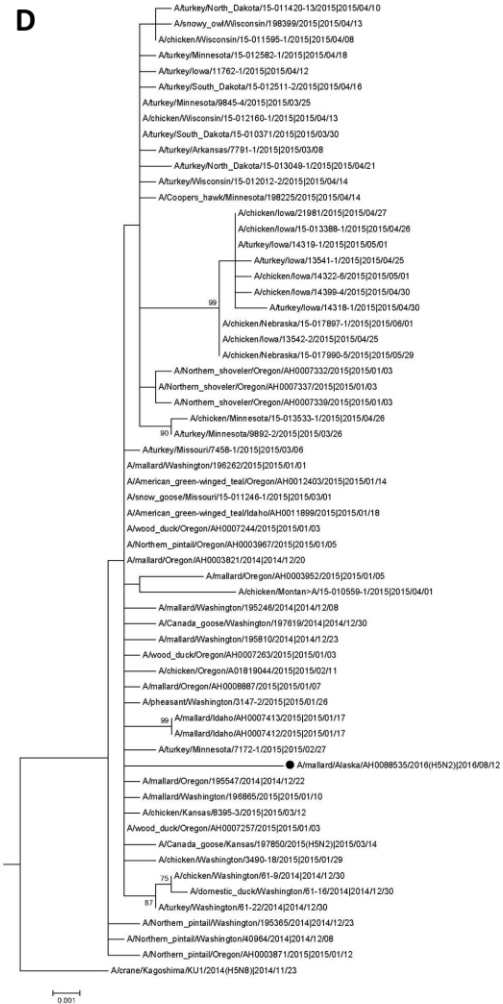 D
A/turkey/North_Dakota/15-011420-13/2015|2015/04/10
A/snowy_owl/Wisconsin/198399/2015|2015/04/13
A/chicken/Wisconsin/15-011595-1/2015|2015/04/08
A/turkey/Minnesota/15-012582-1/2015|2015/04/18
A/turkey/Iowa/11762-1/2015|2015/04/12
A/turkey/South_Dakota/15-012511-2/2015|2015/04/16
A/turkey/Minnesota/9845-4/2015|2015/03/25
A/chicken/Wisconsin/15-012160-1/2015|2015/04/13
A/turkey/South_Dakota/15-010371/2015|2015/03/30
A/turkey/Arkansas/7791-1/2015|2015/03/08
A/turkey/North_Dakota/15-013049-1/2015|2015/04/21
A/turkey/Wisconsin/15-012012-2/2015|2015/04/14
A/Coopers_hawk/Minnesota/198225/2015|2015/04/14
A/chicken/Iowa/21981/2015|2015/04/27
A/chicken/Iowa/15-013388-1/2015|2015/04/26
A/turkey/Iowa/14319-1/2015|2015/05/01
A/turkey/Iowa/13541-1/2015|2015/04/25
A/chicken/Iowa/14322-6/2015|2015/05/01
A/chicken/Iowa/14399-4/2015|2015/04/30
A/turkey/Iowa/14318-1/2015|2015/04/30
99
A/chicken/Nebraska/15-017897-1/2015|2015/06/01
A/chicken/Iowa/13542-2/2015|2015/04/25
A/chicken/Nebraska/15-017990-5/2015|2015/05/29
A/Northern_shoveler/Oregon/AH0007332/2015|2015/01/03
A/Northern_shoveler/Oregon/AH0007337/2015|2015/01/03
A/Northern_shoveler/Oregon/AH0007339/2015|2015/01/03
A/chicken/Minnesota/15-013533-1/2015|2015/04/26
90
A/turkey/Minnesota/9892-2/2015|2015/03/26
A/turkey/Missouri/7458-1/2015|2015/03/06
A/mallard/Washington/196262/2015|2015/01/01
A/American_green-winged_teal/Oregon/AH0012403/2015|2015/01/14
A/snow_goose/Missouri/15-011246-1/2015|2015/03/01
A/American_green-winged_teal/Idaho/AH0011899/2015|2015/01/18
A/wood_duck/Oregon/AH0007244/2015|2015/01/03
A/Northern_pintail/Oregon/AH0003967/2015|2015/01/05
A/mallard/Oregon/AH0003821/2014|2014/12/20
A/mallard/Oregon/AH0003952/2015|2015/01/05
A/chicken/Montan>A/15-010559-1/2015|2015/04/01
A/mallard/Washington/195246/2014|2014/12/08
A/Canada_goose/Washington/197619/2014|2014/12/30
A/mallard/Washington/195810/2014|2014/12/23
A/wood_duck/Oregon/AH0007263/2015|2015/01/03
A/chicken/Oregon/A01819044/2015|2015/02/11
A/mallard/Oregon/AH0008887/2015|2015/01/07
A/pheasant/Washington/3147-2/2015|2015/01/26
A/mallard/Idaho/AH0007413/2015|2015/01/17
99
A/mallard/Idaho/AH0007412/2015|2015/01/17
A/turkey/Minnesota/7172-1/2015|2015/02/27
A/mallard/Alaska/AH0088535/2016(H5N2)|2016/08/12
A/mallard/Oregon/195547/2014|2014/12/22
A/mallard/Washington/196865/2015|2015/01/10
A/chicken/Kansas/8395-3/2015|2015/03/12
A/wood_duck/Oregon/AH0007257/2015|2015/01/03
A/Canada_goose/Kansas/197850/2015(H5N2)|2015/03/14
A/chicken/Washington/3490-18/2015|2015/01/29
A/chicken/Washington/61-9/2014|2014/12/30
75
A/domestic_duck/Washington/61-16/2014|2014/12/30
87
A/turkey/Washington/61-22/2014|2014/12/30
A/Northern_pintail/Washington/195365/2014|2014/12/23
A/Northern_pintail/Washington/40964/2014|2014/12/08
A/Northern_pintail/Oregon/AH0003871/2015|2015/01/12
A/crane/Kagoshima/KU1/2014(H5N8)|2014/11/23
0.001